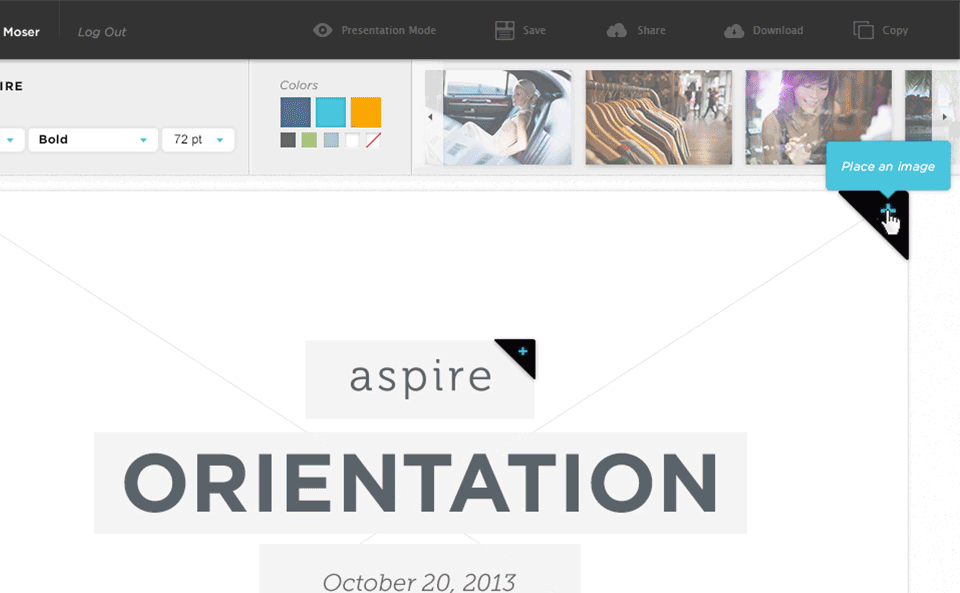 Moser
Log Out
Presentation Mode
Save
Share
Download
Copy
IRE
Colors
Bold
72 pt
Place an image
aspire
ORIENTATION
October 20, 2013